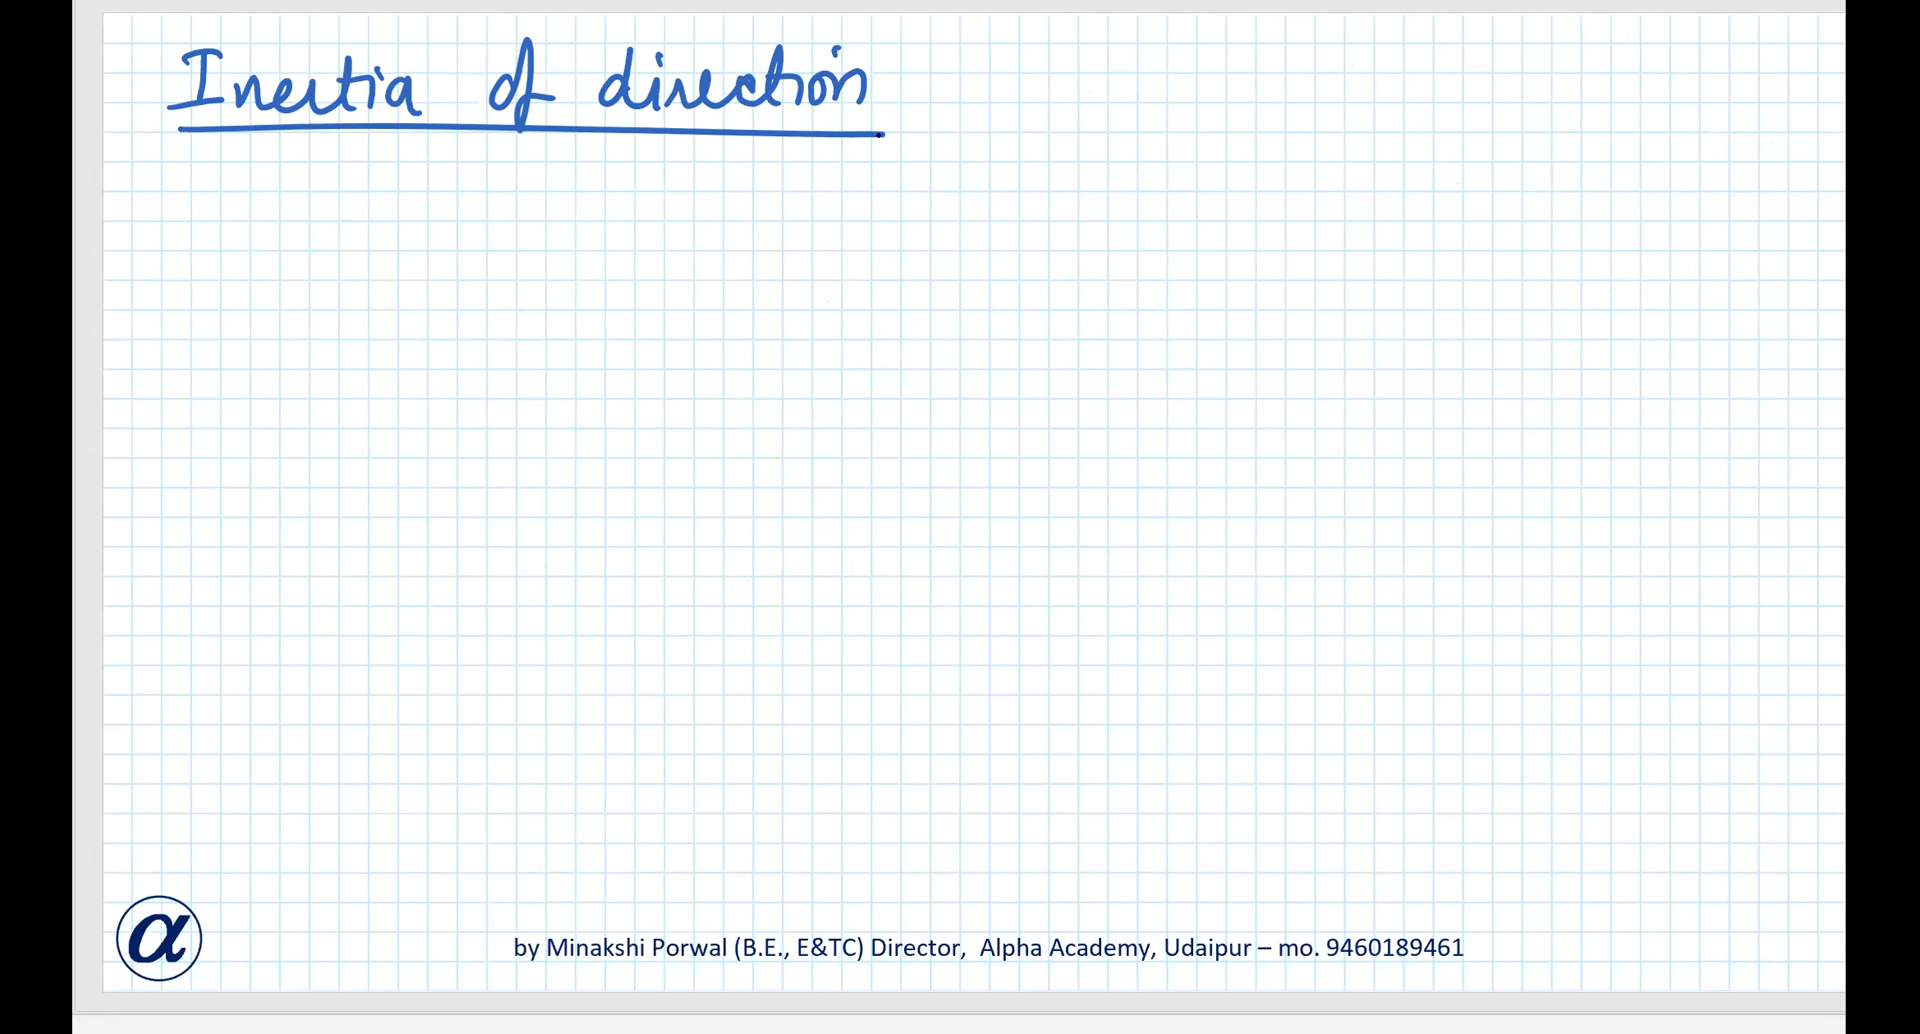 Inertia of direction
α
by Minakshi Porwal (B.E., E&TC) Director, Alpha Academy, Udaipur – mo. 9460189461